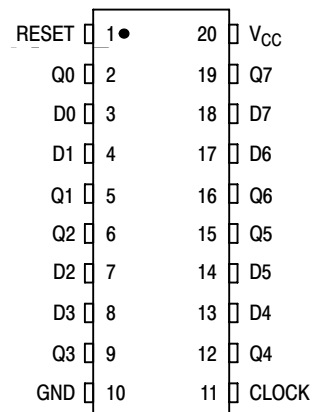 RESET 1 20 VCC
Q0 2 19 Q7
D0 3 18 D7
D1 4 17 D6
Q1 5 16 Q6
Q2 6 15 Q5
D2 7 14 D5
D3 8 13 D4
Q3 9 12 Q4
GND 10 11 CLOCK